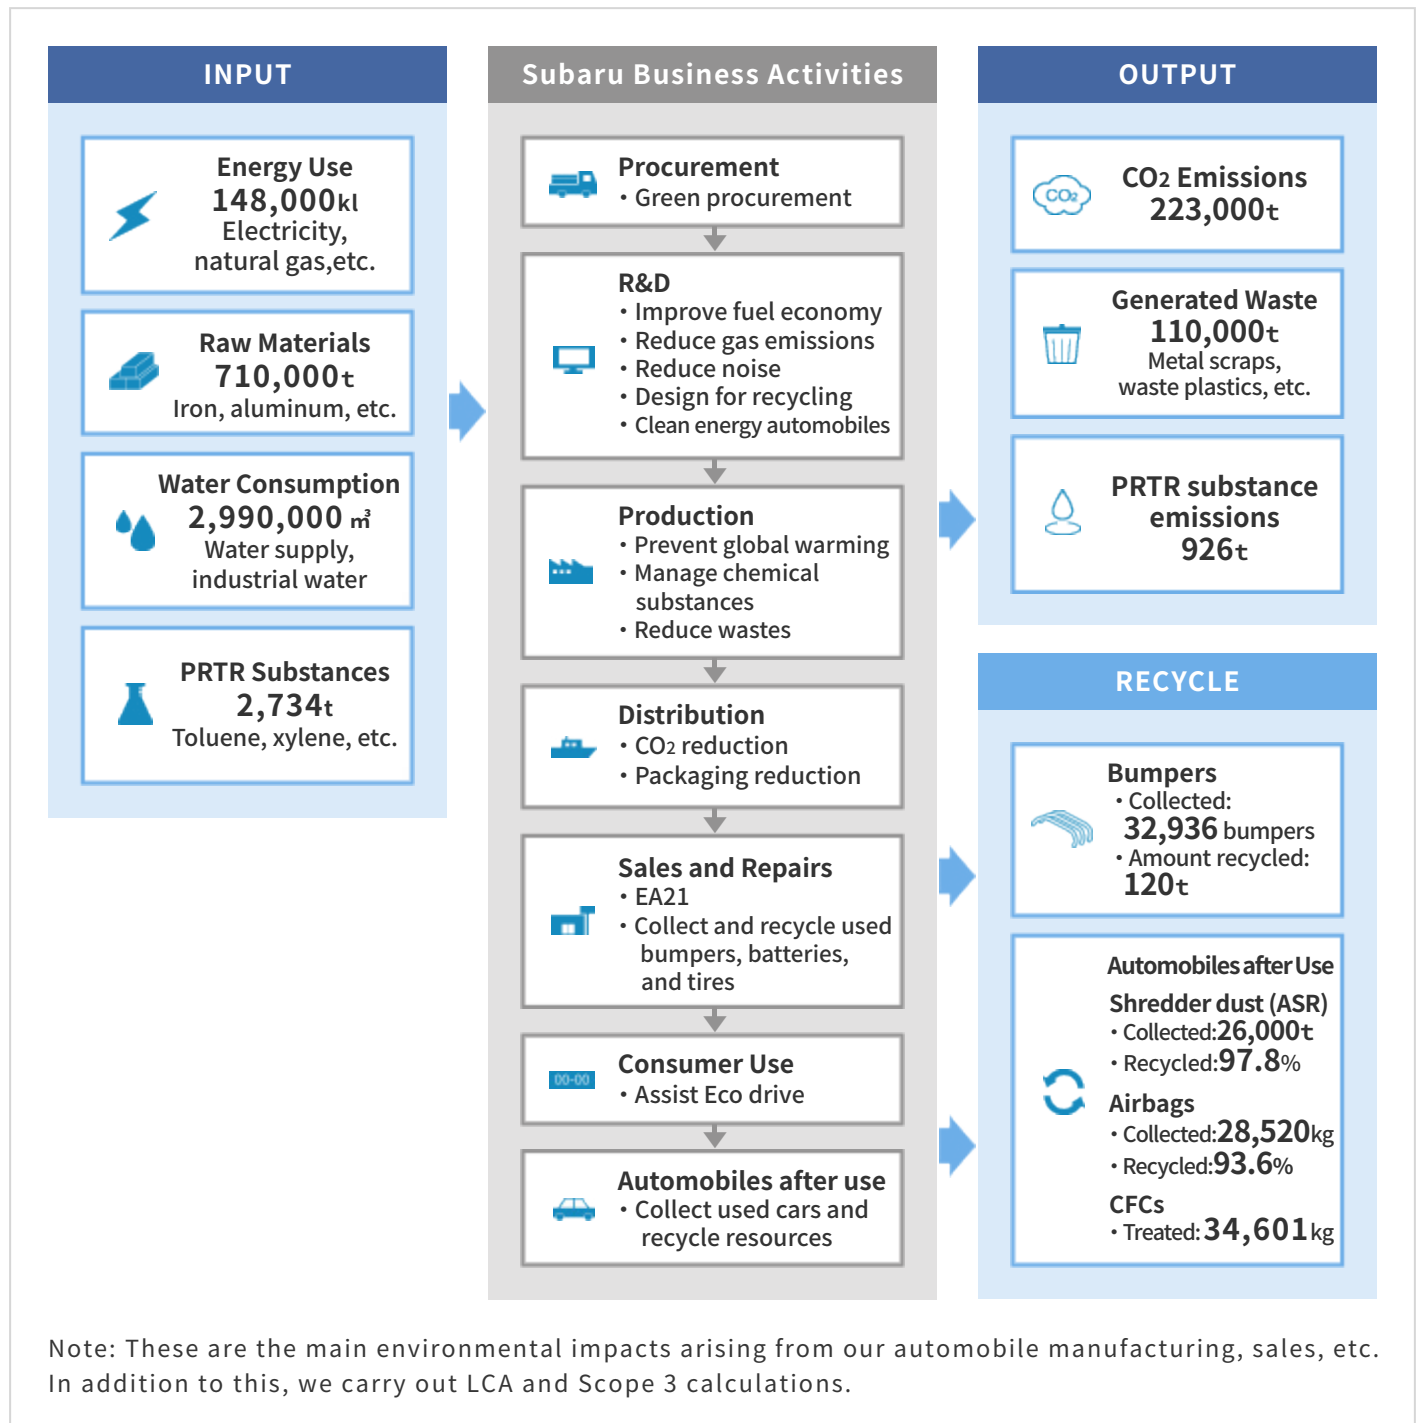 INPUT
Energy Use
148,000kl
Electricity,
natural gas,etc.
Raw Materials
710,000t
Iron, aluminum, etc.
Water Consumption
2,990,000 ㎥
Water supply,
industrial water
PRTR Substances
2,734t
Toluene, xylene, etc.
Subaru Business Activities
Procurement
・Green procurement
R&D
・Improve fuel economy
・Reduce gas emissions
・Reduce noise
・Design for recycling
・Clean energy automobiles
Production
・Prevent global warming
・Manage chemical
substances
・Reduce wastes
Distribution
・CO2 reduction
・Packaging reduction
Sales and Repairs
・EA21
・Collect and recycle used
bumpers, batteries,
and tires
00-00
Consumer Use
・Assist Eco drive
Automobiles after use
・Collect used cars and
recycle resources
OUTPUT
CO2
CO2 Emissions
223,000t
Generated Waste
110,000t
Metal scraps,
waste plastics, etc.
PRTR substance
emissions
926t
RECYCLE
Bumpers
・Collected:
32,936 bumpers
・Amount recycled:
120t
Automobiles after Use
Shredder dust (ASR)
・Collected:26,000t
・Recycled:97.8%
Airbags
・Collected:28,520kg
・Recycled:93.6%
CFCs
・Treated:34,601kg
Note: These are the main environmental impacts arising from our automobile manufacturing, sales, etc.
In addition to this, we carry out LCA and Scope 3 calculations.